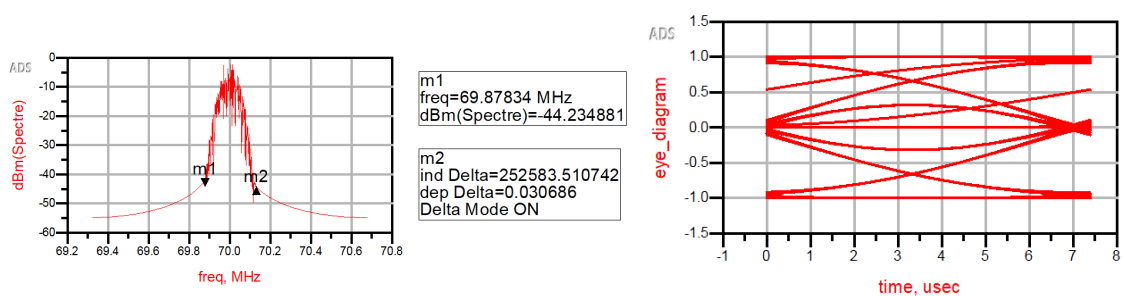 ADS
0
-10
-20
-30
-40
-50
-60
dBm(Spectre)
m1
m2
69.2 69.4 69.6 69.8 70.0 70.2 70.4 70.6 70.8
freq, MHz
m1
freq=69.87834 MHz
dBm(Spectre)=-44.234881
m2
ind Delta=252583.510742
dep Delta=0.030686
Delta Mode ON
ADS
1.5
1.0
0.5
0.0
-0.5
-1.0
-1.5
eye_diagram
-1 0 1 2 3 4 5 6 7 8
time, usec